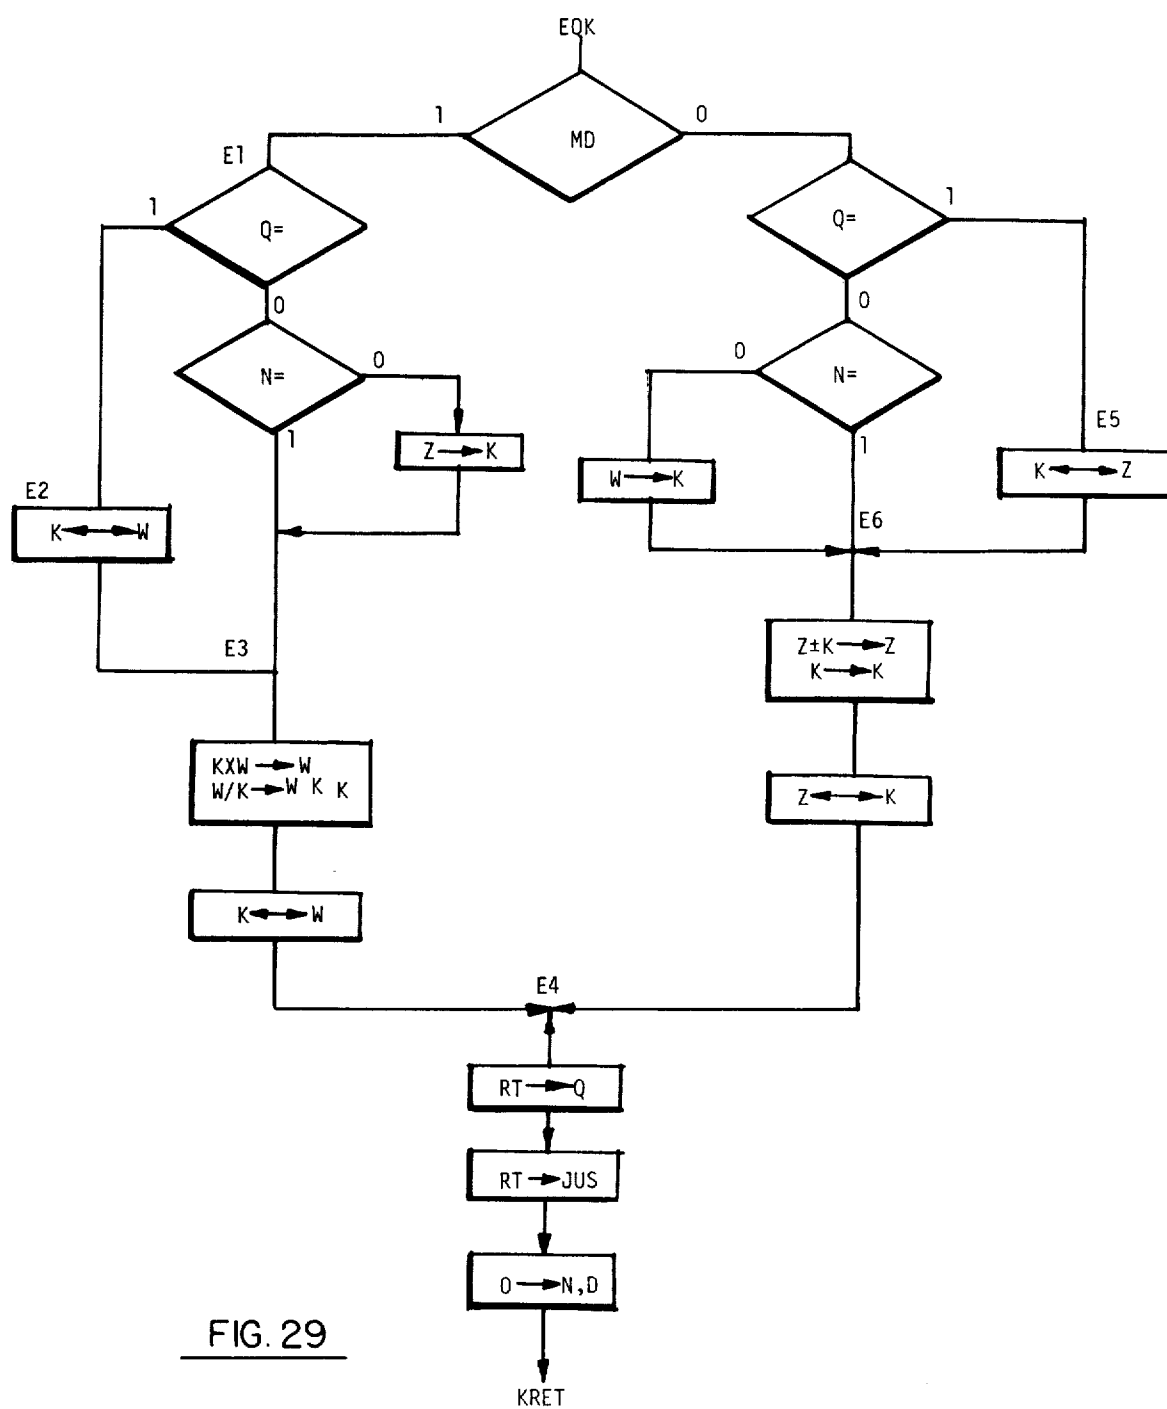 EQK
1
MD
0
E1
1
Q=
Q=
1
0
0
N=
0
0
N=
1
1
E5
Z→K
W→K
K↔Z
E2
K↔W
E6
E3
Z±K→Z
K→K
KXW→W
W/K→W K K
Z↔K
K↔W
E4
RT→Q
RT→JUS
0→N,D
FIG. 29
KRET